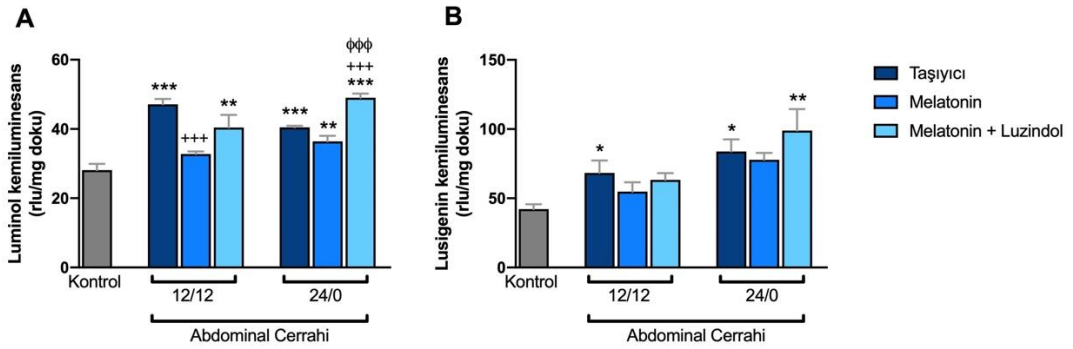 A
Luminol kemiluminesans
(rlu/mg doku)
60
40
20
0
***
+++
**
***
**
ϕϕϕ
+++
***
Kontrol
12/12
24/0
Abdominal Cerrahi
B
Lusigenin kemiluminesans
(rlu/mg doku)
150
100
50
0
*
*
**
Kontrol
12/12
24/0
Abdominal Cerrahi
Taşıyıcı
Melatonin
Melatonin + Luzindol